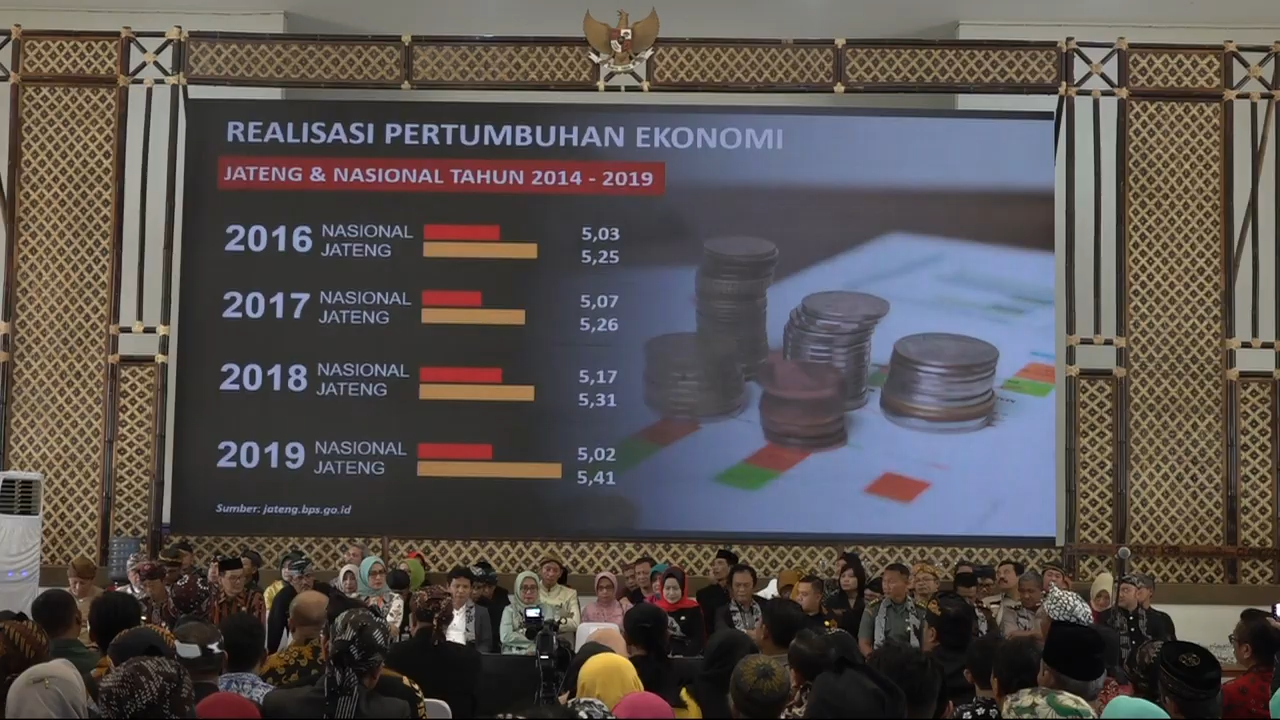 REALISASI PERTUMBUHAN EKONOMI
JATENG & NASIONAL TAHUN 2014 - 2019
2016 NASIONAL 5,03
JATENG 5,25
2017 NASIONAL 5,07
JATENG 5,26
2018 NASIONAL 5,17
JATENG 5,31
2019 NASIONAL 5,02
JATENG 5,41
Sumber: jateng.bps.go.id